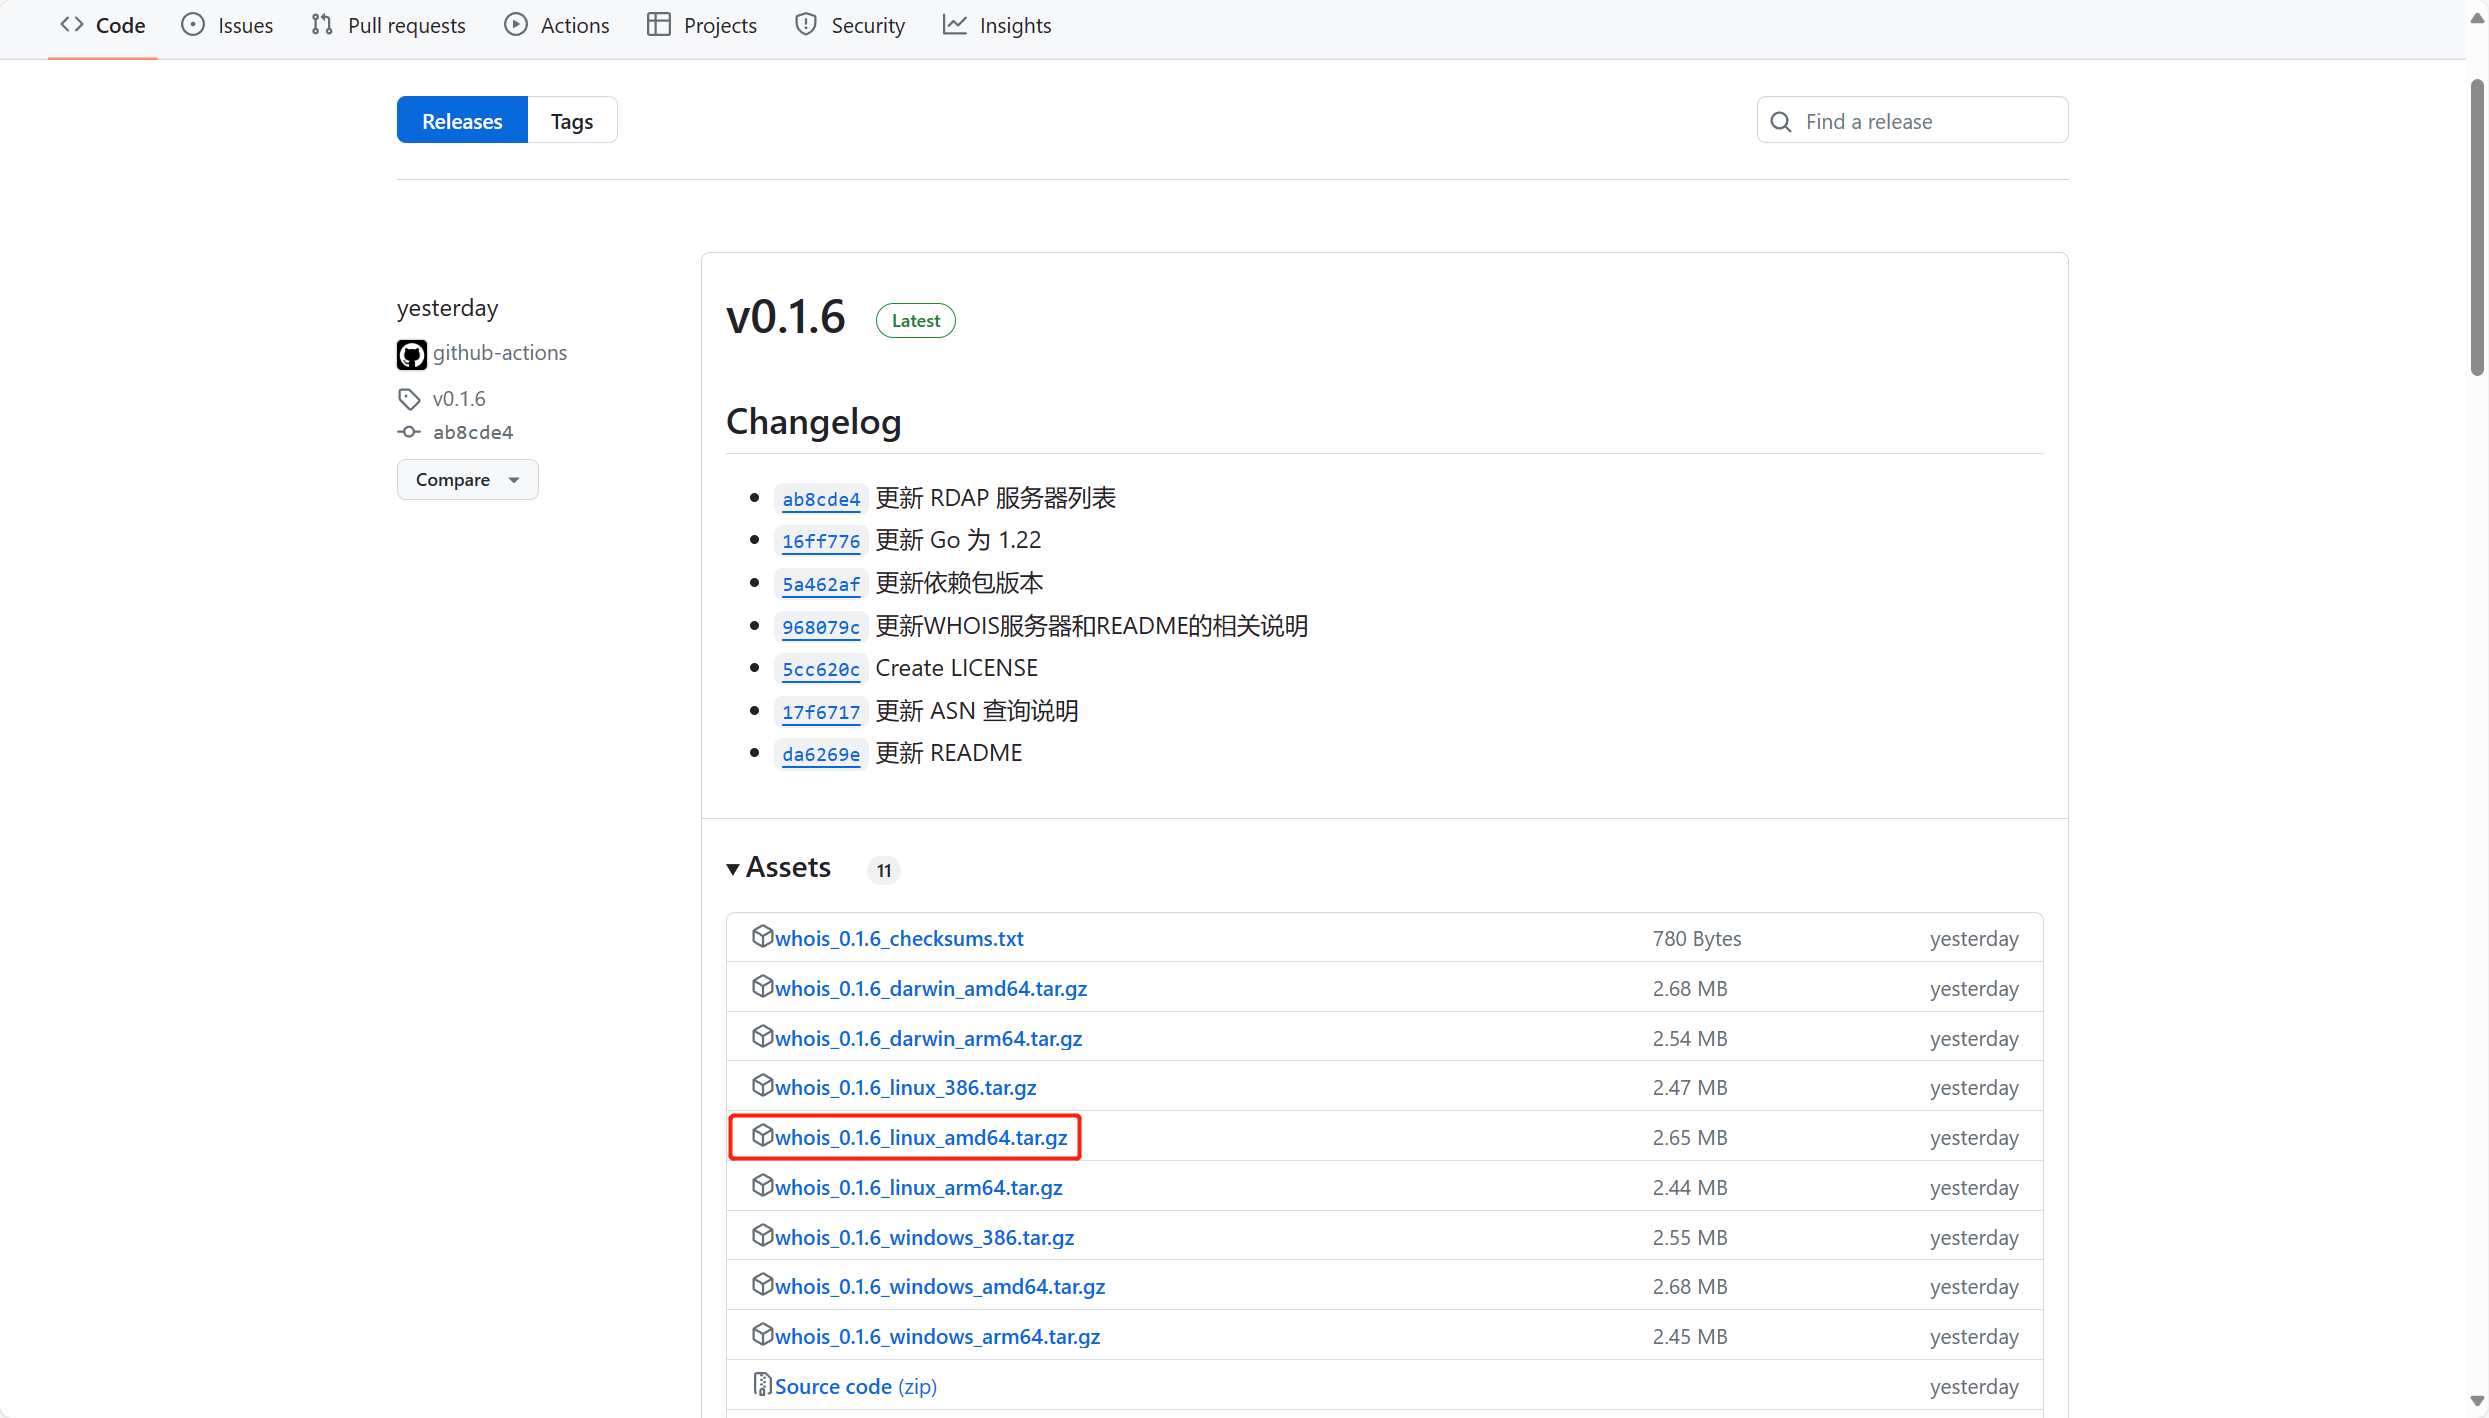 Code Issues Pull requests Actions Projects Security Insights
Releases Tags Find a release
yesterday
github-actions
v0.1.6
ab8cde4
Compare
v0.1.6 Latest
Changelog
ab8cde4 更新 RDAP 服务器列表
16ff776 更新 Go 为 1.22
5a462af 更新依赖包版本
968079c 更新WHOIS服务器和README的相关说明
5cc620c Create LICENSE
17f6717 更新 ASN 查询说明
da6269e 更新 README
Assets 11
whois_0.1.6_checksums.txt 780 Bytes yesterday
whois_0.1.6_darwin_amd64.tar.gz 2.68 MB yesterday
whois_0.1.6_darwin_arm64.tar.gz 2.54 MB yesterday
whois_0.1.6_linux_386.tar.gz 2.47 MB yesterday
whois_0.1.6_linux_amd64.tar.gz 2.65 MB yesterday
whois_0.1.6_linux_arm64.tar.gz 2.44 MB yesterday
whois_0.1.6_windows_386.tar.gz 2.55 MB yesterday
whois_0.1.6_windows_amd64.tar.gz 2.68 MB yesterday
whois_0.1.6_windows_arm64.tar.gz 2.45 MB yesterday
Source code (zip) yesterday